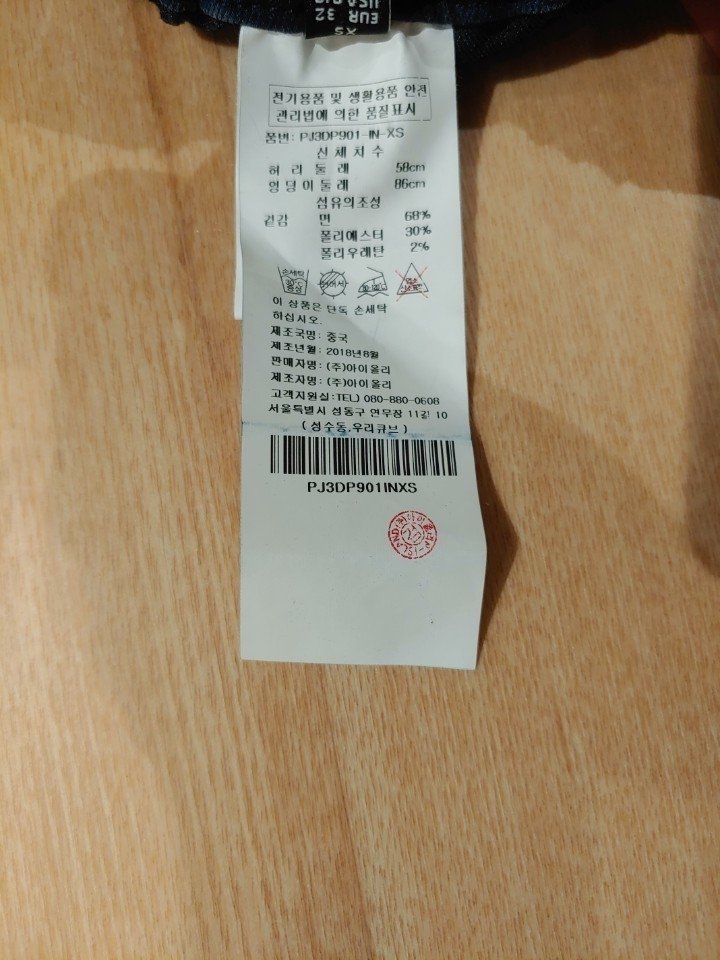 XS
EUR 32
USA
전기용품 및 생활용품 안전
관리법에 의한 품질표시
품번: PJ3DP901-IN-XS
신 체 치 수
허 리 둘 레 58cm
엉덩이둘레 86cm
섬유의조성
겉감 면 68%
폴리에스터 30%
폴리우레탄 2%
손세탁
30℃
중성
이 상품은 단독 손세탁
하십시오.
제조국명: 중국
제조년월: 2018년8월
판매자명: (주)아이올리
제조자명: (주)아이올리
고객지원실:TEL) 080-880-0608
서울특별시 성동구 연무장 11길 10
(성수동,우리큐브)
PJ3DP901INXS